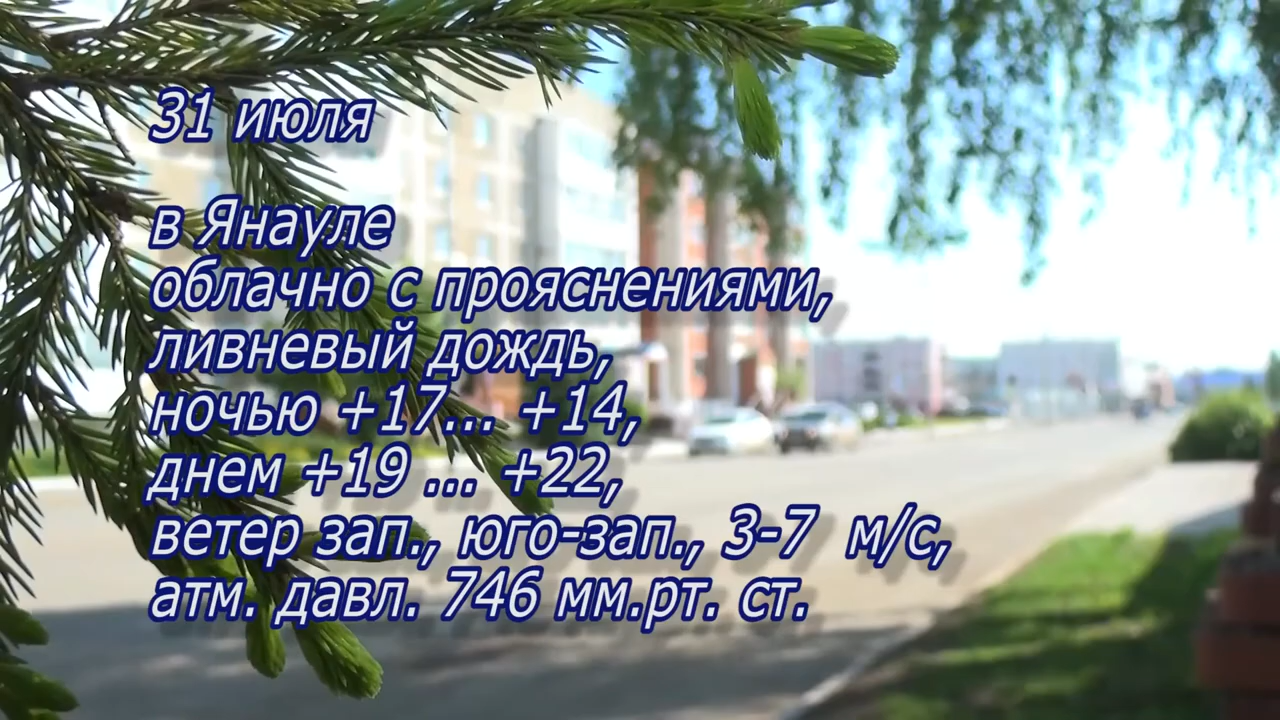 31 июля
в Янауле
облачно с прояснениями,
ливневый дождь,
ночью +17... +14,
днем +19 ... +22,
ветер зап., юго-зап., 3-7 м/с,
атм. давл. 746 мм.рт. ст.